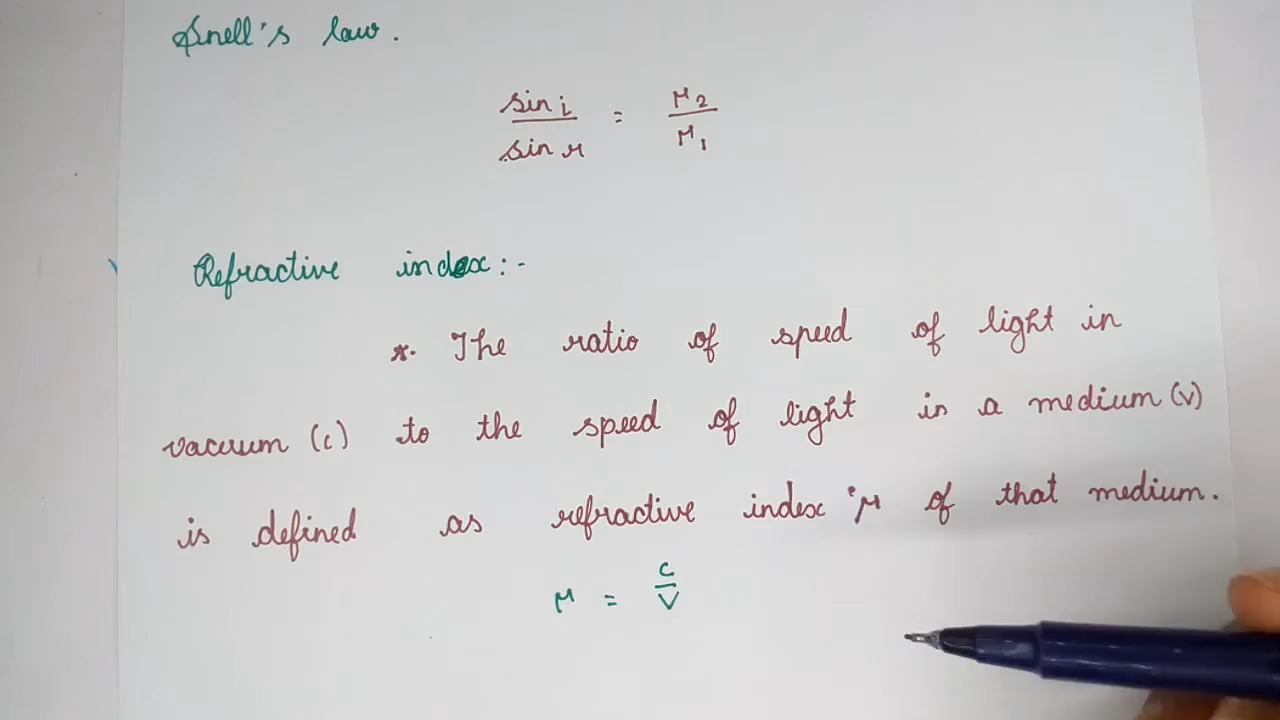 Snell's law.
sin i / sin r = μ2 / μ1
Refractive index:-
*. The ratio of speed of light in
vacuum (c) to the speed of light in a medium (v)
is defined as refractive index 'μ of that medium.
μ = c / v